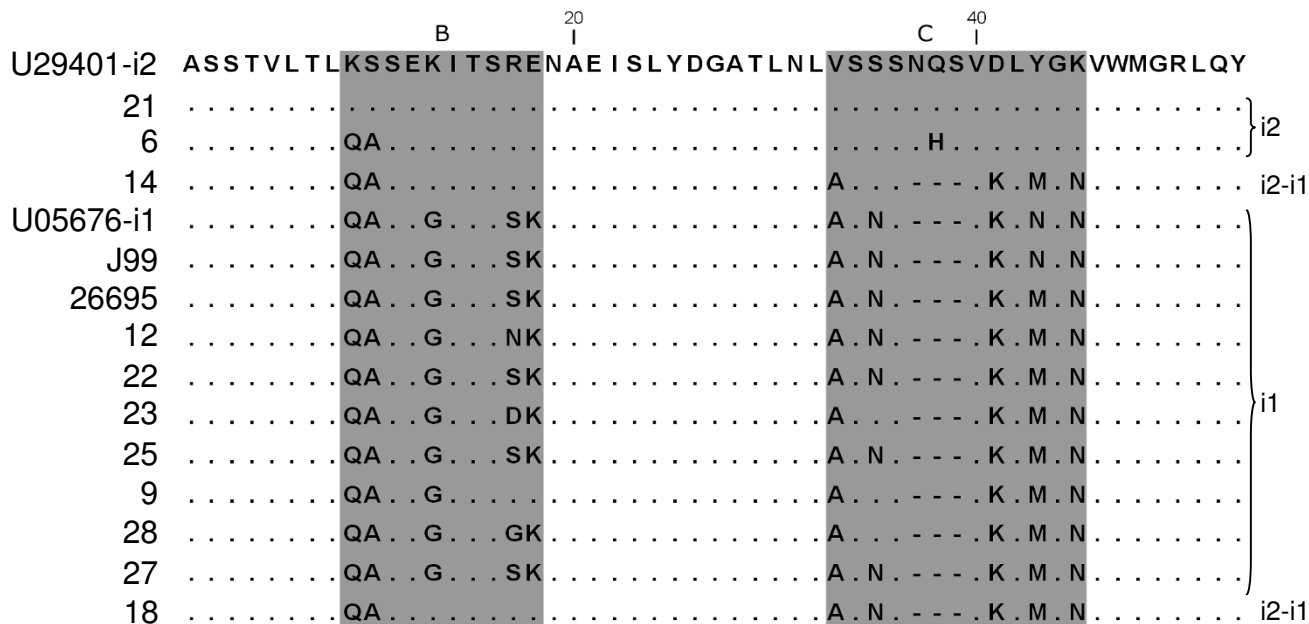 B 20 C 40
U29401-i2 ASSTVLTLKSSEKITSRENAEISLYDGATLNLVSSSNQSVDLYGKVWMGRLQY
21 .....................................................
6 ........QA...........................H............... i2
14 ........QA......................A...---.K.M.N........ i2-i1
U05676-i1 ........QA..G...SK..............A.N.---.K.N.N........
J99 ........QA..G...SK..............A.N.---.K.N.N........
26695 ........QA..G...SK..............A.N.---.K.M.N........
12 ........QA..G...NK..............A.N.---.K.M.N........
22 ........QA..G...SK..............A.N.---.K.M.N........
23 ........QA..G...DK..............A...---.K.M.N........ i1
25 ........QA..G...SK..............A.N.---.K.M.N........
9 ........QA..G...................A...---.K.M.N........
28 ........QA..G...GK..............A...---.K.M.N........
27 ........QA..G...SK..............A.N.---.K.M.N........
18 ........QA......................A.N.---.K.M.N........ i2-i1